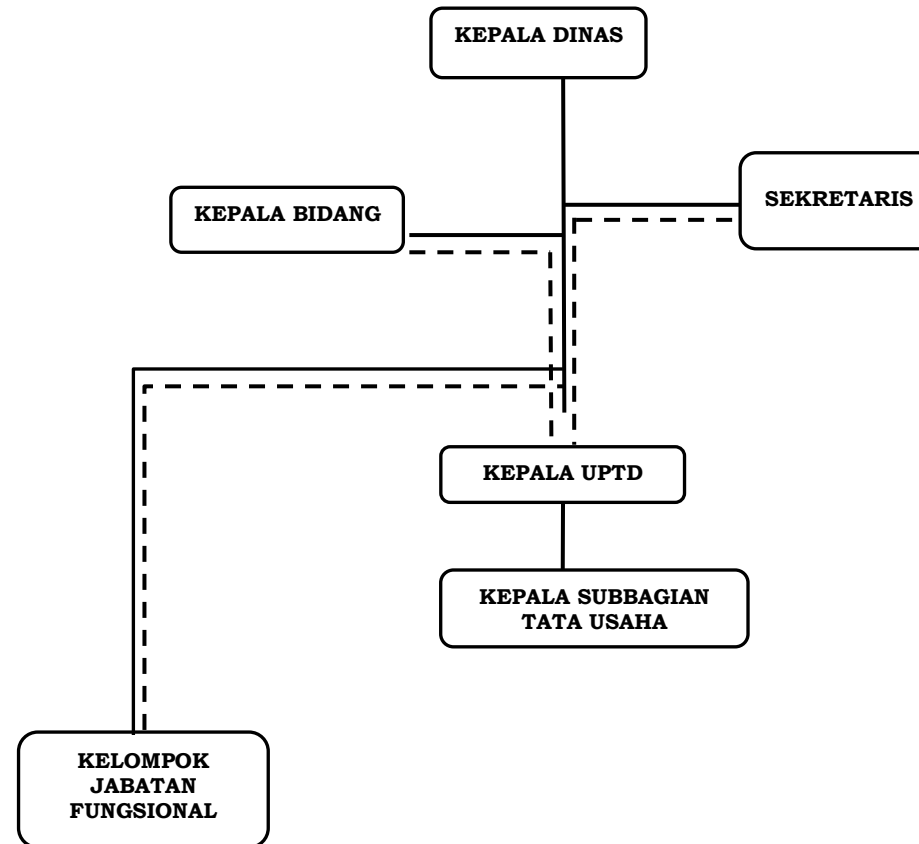 KEPALA DINAS
SEKRETARIS
KEPALA BIDANG
KEPALA UPTD
KEPALA SUBBAGIAN
TATA USAHA
KELOMPOK
JABATAN
FUNGSIONAL